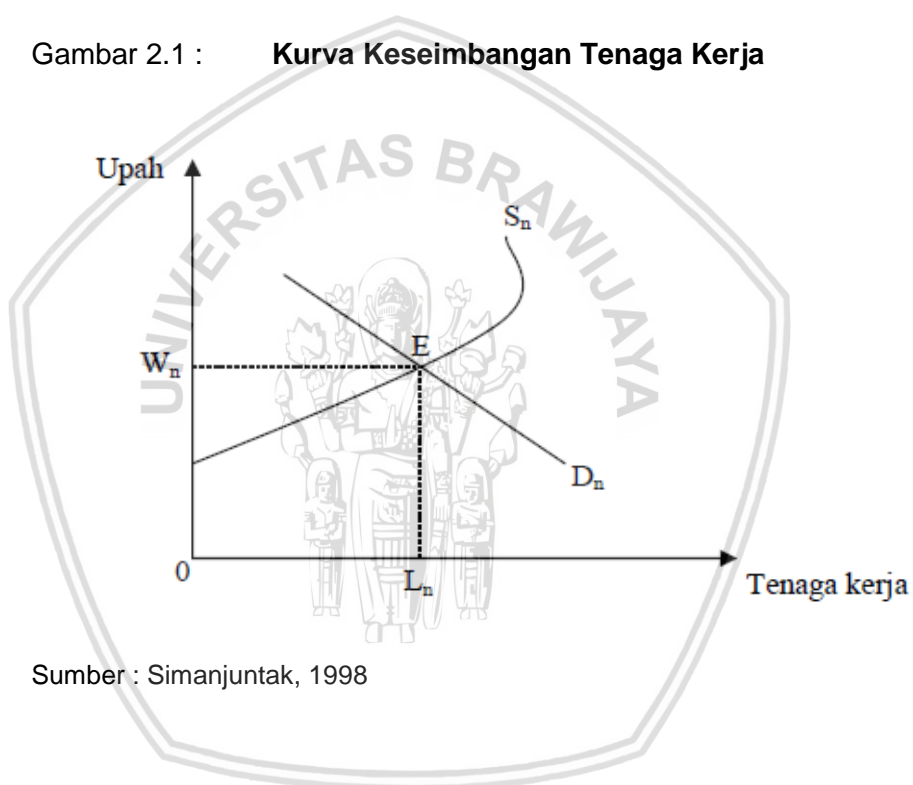 Gambar 2.1 : Kurva Keseimbangan Tenaga Kerja
UNIVERSITAS BRAWIJAYA
Upah
Sn
E
Wn
Dn
0
Ln
Tenaga kerja
Sumber : Simanjuntak, 1998